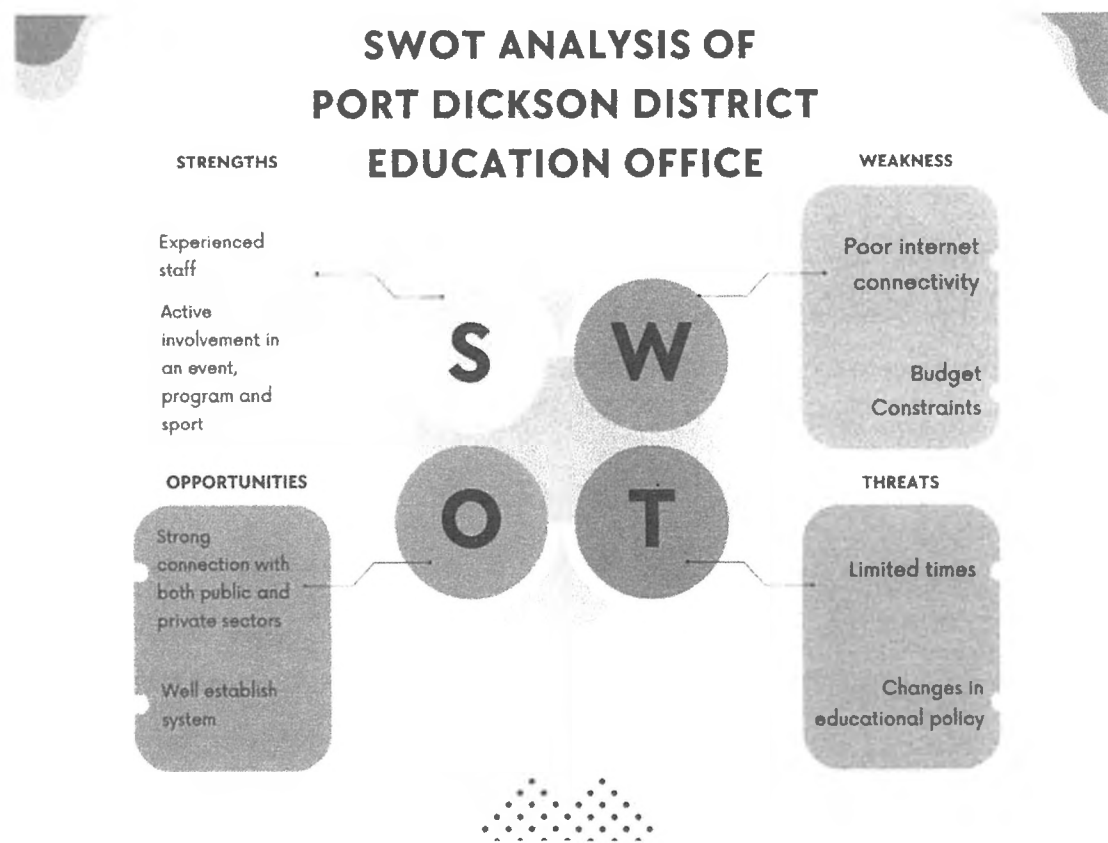 SWOT ANALYSIS OF
PORT DICKSON DISTRICT
EDUCATION OFFICE
STRENGTHS
Experienced
staff
Active
involvement in
an event,
program and
sport
WEAKNESS
Poor internet
connectivity
Budget
Constraints
S
W
O
T
OPPORTUNITIES
Strong
connection with
both public and
private sectors
Well establish
system
THREATS
Limited times
Changes in
educational policy